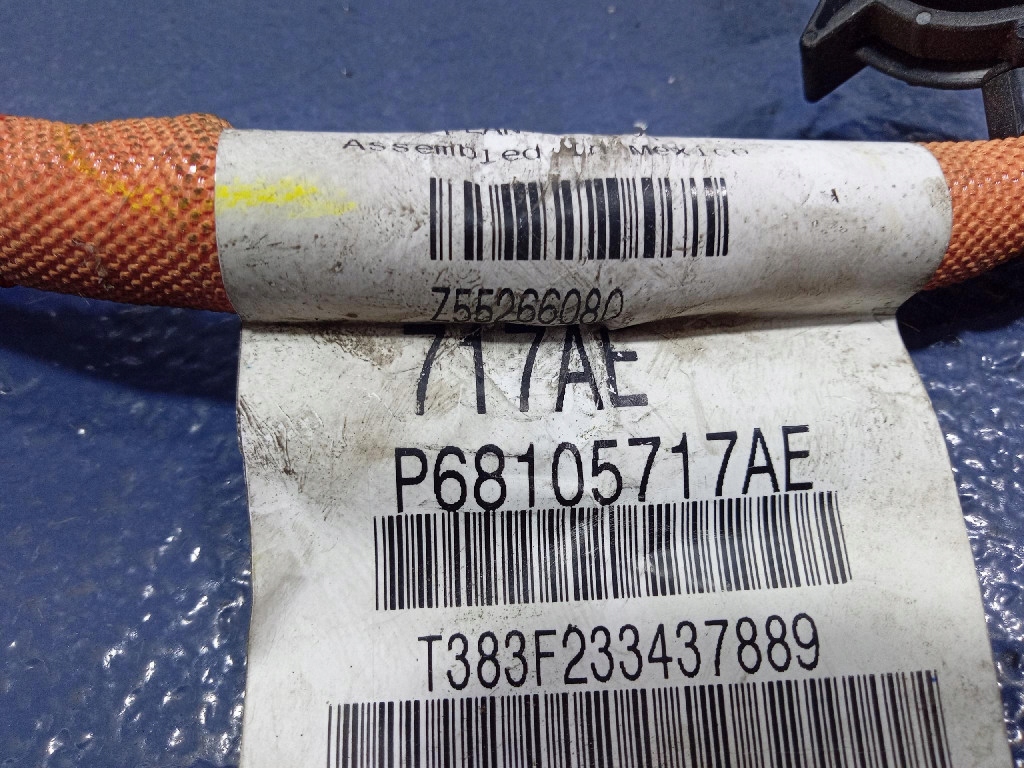 Assembled in Mexico
Z55266080
717AE
P68105717AE
T383F233437889